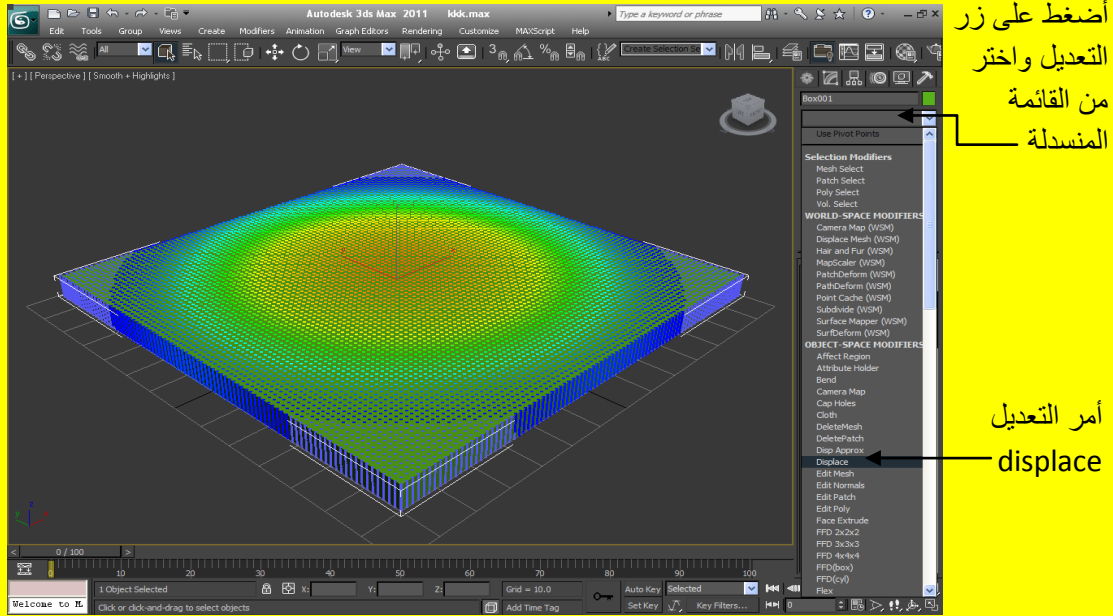 Autodesk 3ds Max 2011 kkk.max
Type a keyword or phrase
Edit Tools Group Views Create Modifiers Animation Graph Editors Rendering Customize MAXScript Help
All
View
3
Create Selection Se
[ + ] [ Perspective ] [ Smooth + Highlights ]
Box001
Use Pivot Points
Selection Modifiers
Mesh Select
Patch Select
Poly Select
Vol. Select
WORLD-SPACE MODIFIERS
Camera Map (WSM)
Displace Mesh (WSM)
Hair and Fur (WSM)
MapScaler (WSM)
PatchDeform (WSM)
PathDeform (WSM)
Point Cache (WSM)
Subdivide (WSM)
Surface Mapper (WSM)
SurfDeform (WSM)
OBJECT-SPACE MODIFIERS
Affect Region
Attribute Holder
Bend
Camera Map
Cap Holes
Cloth
DeleteMesh
DeletePatch
Disp Approx
Displace
Edit Mesh
Edit Normals
Edit Patch
Edit Poly
Face Extrude
FFD 2x2x2
FFD 3x3x3
FFD 4x4x4
FFD(box)
FFD(cyl)
Flex
أضغط على زر
التعديل واختر
من القائمة
المنسدلة
أمر التعديل
displace
0 / 100
0 10 20 30 40 50 60 70 80 90 100
1 Object Selected
X: Y: Z:
Grid = 10.0
Auto Key Selected
Welcome to M
Click or click-and-drag to select objects
Add Time Tag
Set Key Key Filters...
0